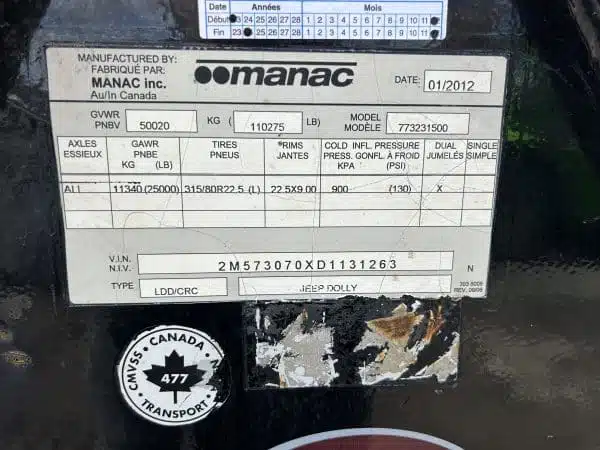 Date Années Mois
Début 23 24 25 26 27 28 1 2 3 4 5 6 7 8 9 10 11
Fin 23 25 26 27 28 1 2 3 4 5 6 7 8 9 10 11
MANUFACTURED BY:
FABRIQUÉ PAR:
MANAC inc.
Au/In Canada
manac
DATE: 01/2012
GVWR
PNBV 50020 KG ( 110275 LB) MODEL
MODÈLE 773231500
AXLES
ESSIEUX GAWR
PNBE
KG (LB) TIRES
PNEUS RIMS
JANTES COLD INFL. PRESSURE
PRESS. GONFL. À FROID
KPA (PSI) DUAL
JUMELÉS SINGLE
SIMPLE
ALL 11340 (25000) 315/80R22.5 (L) 22.5X9.00 900 (130) X
V.I.N.
N.I.V. 2M573070XD1131263 N
TYPE LDD/CRC JEEP DOLLY
REV. 09/08
CANADA
CMVSS
477
TRANSPORT